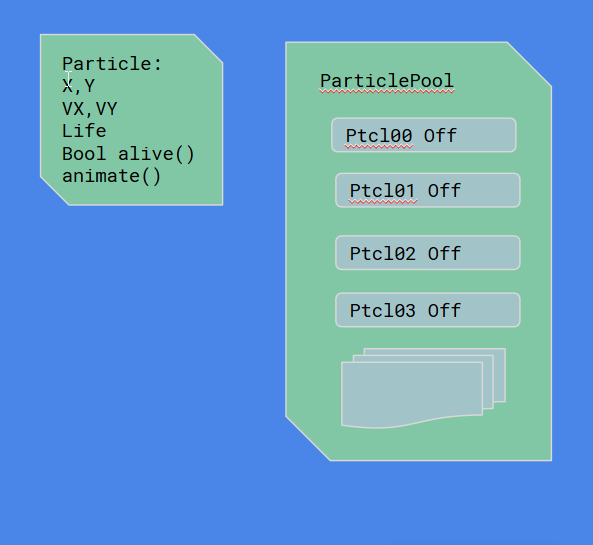 Particle:
X,Y
VX,VY
Life
Bool alive()
animate()
ParticlePool
Ptcl00 Off
Ptcl01 Off
Ptcl02 Off
Ptcl03 Off